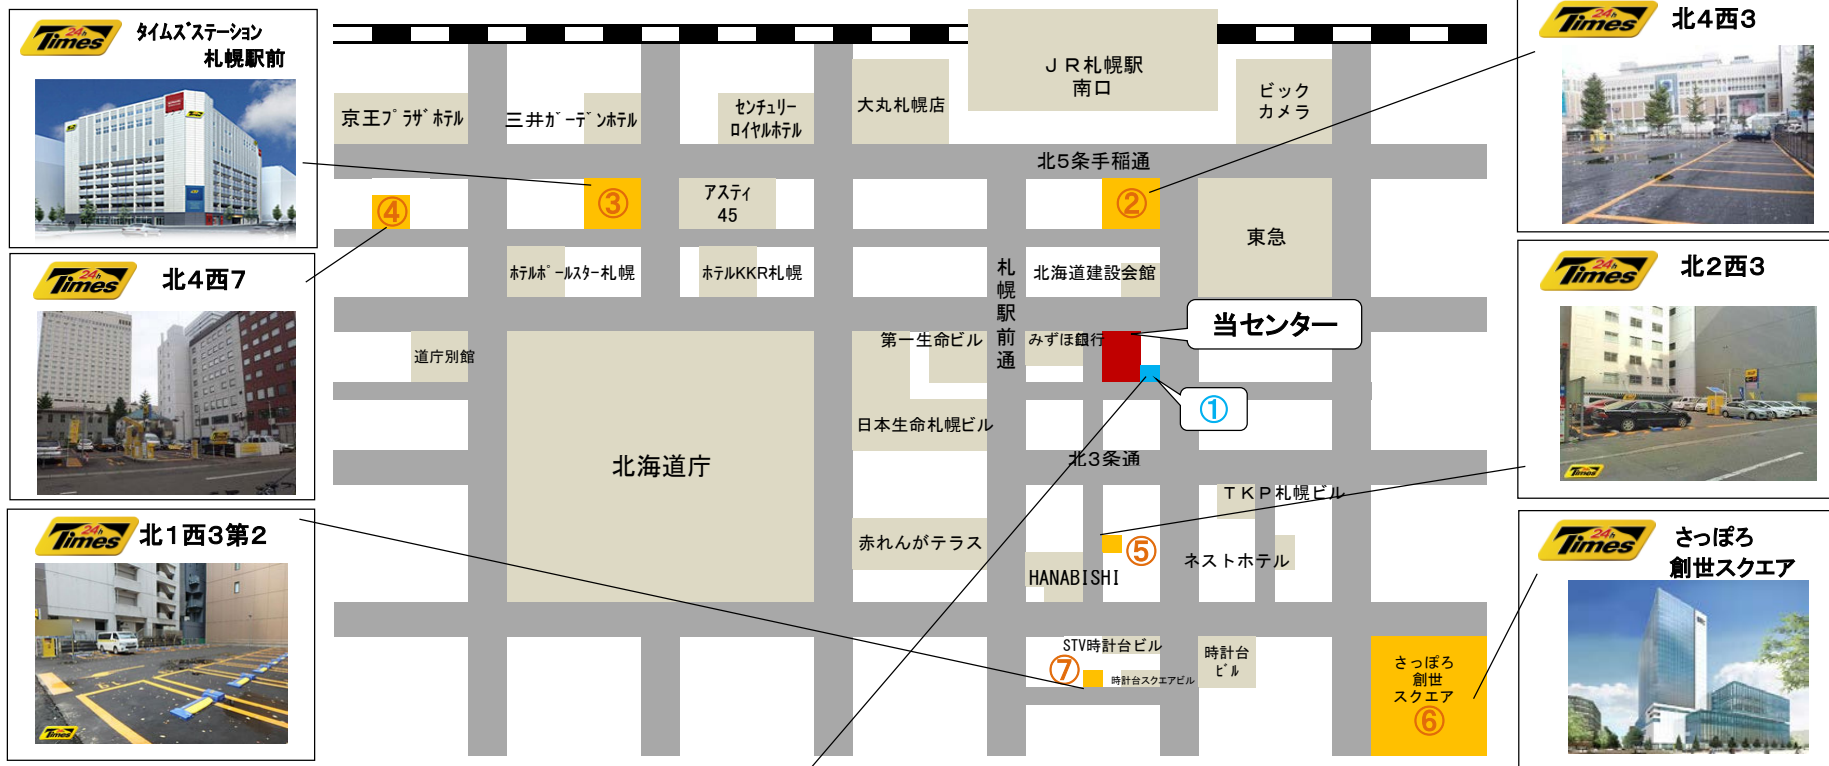 24h
Times
タイムズステーション
札幌駅前
24h
Times
北4西7
24h
Times
北1西3第2
Times
JR札幌駅
南口
ビック
カメラ
大丸札幌店
センチュリー
ロイヤルホテル
三井ガーデンホテル
京王プラザホテル
北5条手稲通
④
③
アスティ
45
②
東急
ホテルポールスター札幌
ホテルKKR札幌
札幌駅前通
北海道建設会館
当センター
道庁別館
第一生命ビル
みずほ銀行
①
日本生命札幌ビル
北海道庁
北3条通
TKP札幌ビル
赤れんがテラス
⑤
ネストホテル
HANABISHI
STV時計台ビル
時計台
ビル
⑦
時計台スクエアビル
さっぽろ
創世
スクエア
⑥
24h
Times
北4西3
24h
Times
北2西3
Times
24h
Times
さっぽろ
創世スクエア